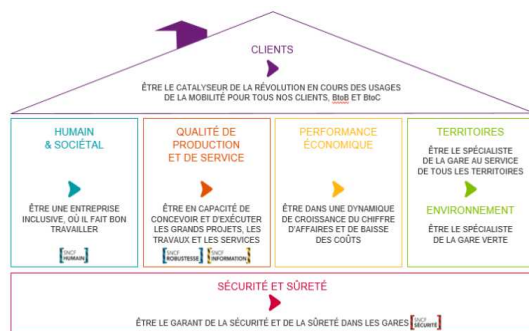 CLIENTS
ÊTRE LE CATALYSEUR DE LA RÉVOLUTION EN COURS DES USAGES
DE LA MOBILITÉ POUR TOUS NOS CLIENTS, BtoB ET BtoC
HUMAIN
& SOCIÉTAL
ÊTRE UNE ENTREPRISE
INCLUSIVE, OÙ IL FAIT BON
TRAVAILLER
SNCF
HUMAIN
QUALITÉ DE
PRODUCTION
ET DE SERVICE
ÊTRE EN CAPACITÉ DE
CONCEVOIR ET D'EXÉCUTER
LES GRANDS PROJETS, LES
TRAVAUX ET LES SERVICES
SNCF
ROBUSTESSE
SNCF
INFORMATION
PERFORMANCE
ÉCONOMIQUE
ÊTRE DANS UNE DYNAMIQUE
DE CROISSANCE DU CHIFFRE
D'AFFAIRES ET DE BAISSE
DES COÛTS
TERRITOIRES
ÊTRE LE SPÉCIALISTE
DE LA GARE AU SERVICE
DE TOUS LES TERRITOIRES
ENVIRONNEMENT
ÊTRE LE SPÉCIALISTE
DE LA GARE VERTE
SÉCURITÉ ET SÛRETÉ
ÊTRE LE GARANT DE LA SÉCURITÉ ET DE LA SÛRETÉ DANS LES GARES
SNCF
SÉCURITÉ